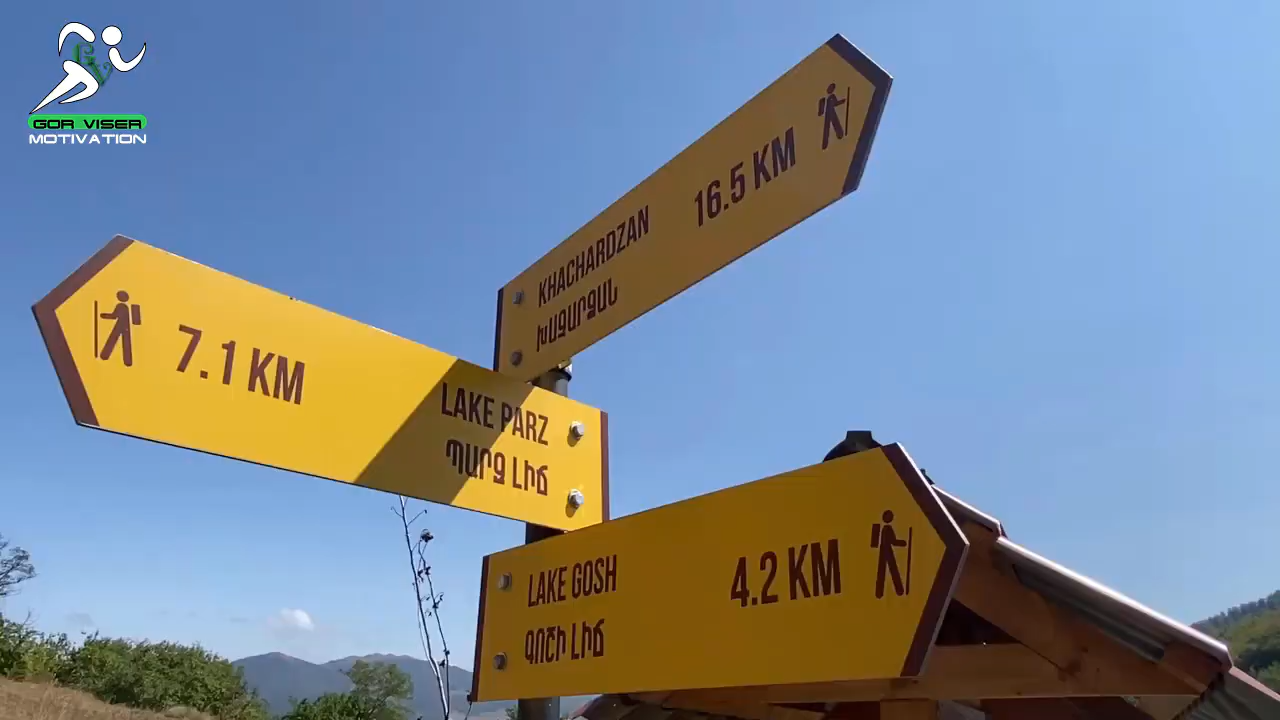 GOR VISER
MOTIVATION
KHACHARDZAN
ԽԱՉԱՐՁԱՆ
16.5 KM
7.1 KM
LAKE PARZ
ՊԱՐԶ ԼԻՃ
LAKE GOSH
ԳՈՇԻ ԼԻՃ
4.2 KM